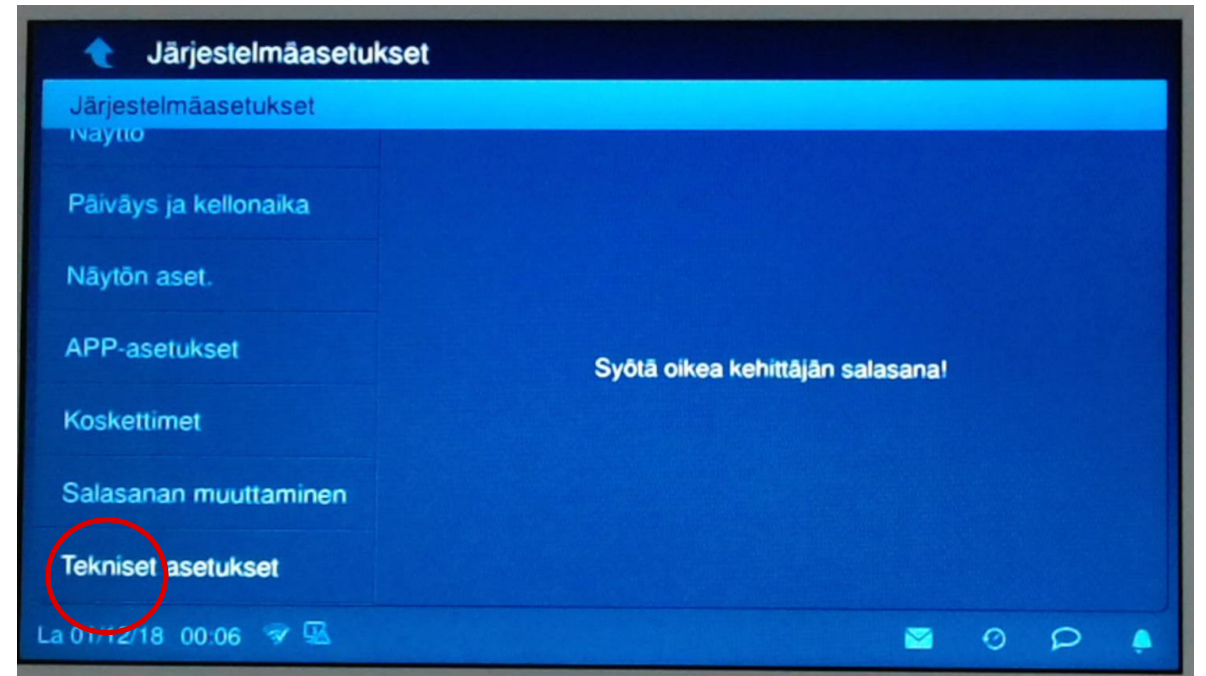 Järjestelmäasetukset
Järjestelmäasetukset
Näyttö
Päiväys ja kellonaika
Näytön aset.
APP-asetukset
Syötä oikea kehittäjän salasana!
Koskettimet
Salasanan muuttaminen
Tekniset asetukset
La 01/12/18 00:06